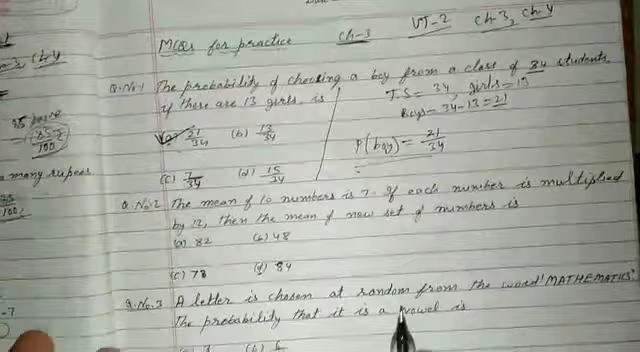 VT-2 Ch 3, Ch 4
MCQs for practice Ch-3
Q.No.1 The probability of choosing a boy from a class of 34 students
if there are 13 girls. is
TS = 34, girls = 13
Boys = 34-13 = 21
P(boy) = 21/34
(a) 21/34 (b) 13/34
(c) 7/34 (d) 15/34
Q.No.2 The mean of 10 numbers is 7. If each number is multiplied
by 12, then the mean of new set of numbers is
(a) 82 (b) 48
(c) 78 (d) 84
Q.No.3 A letter is chosen at random from the word 'MATHEMATICS'.
The probability that it is a vowel is
many rupees